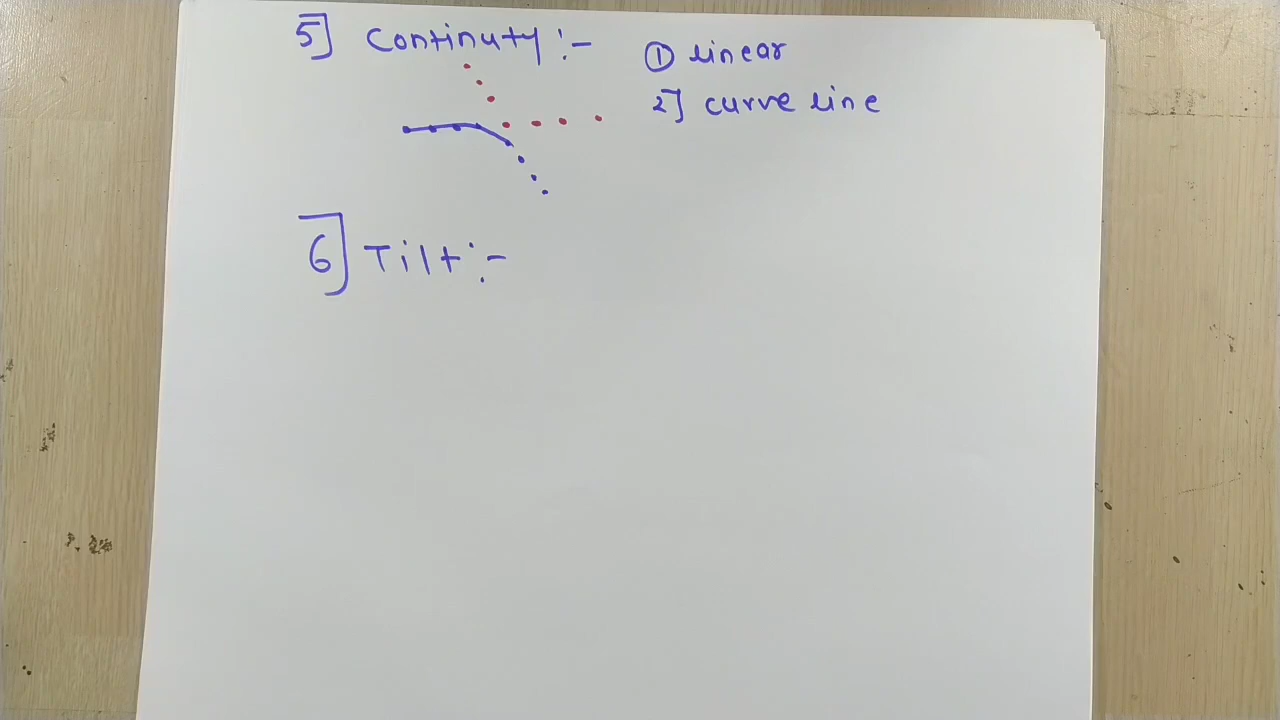 5] Continuty :-
① linear
2] curve line
6] Tilt :-